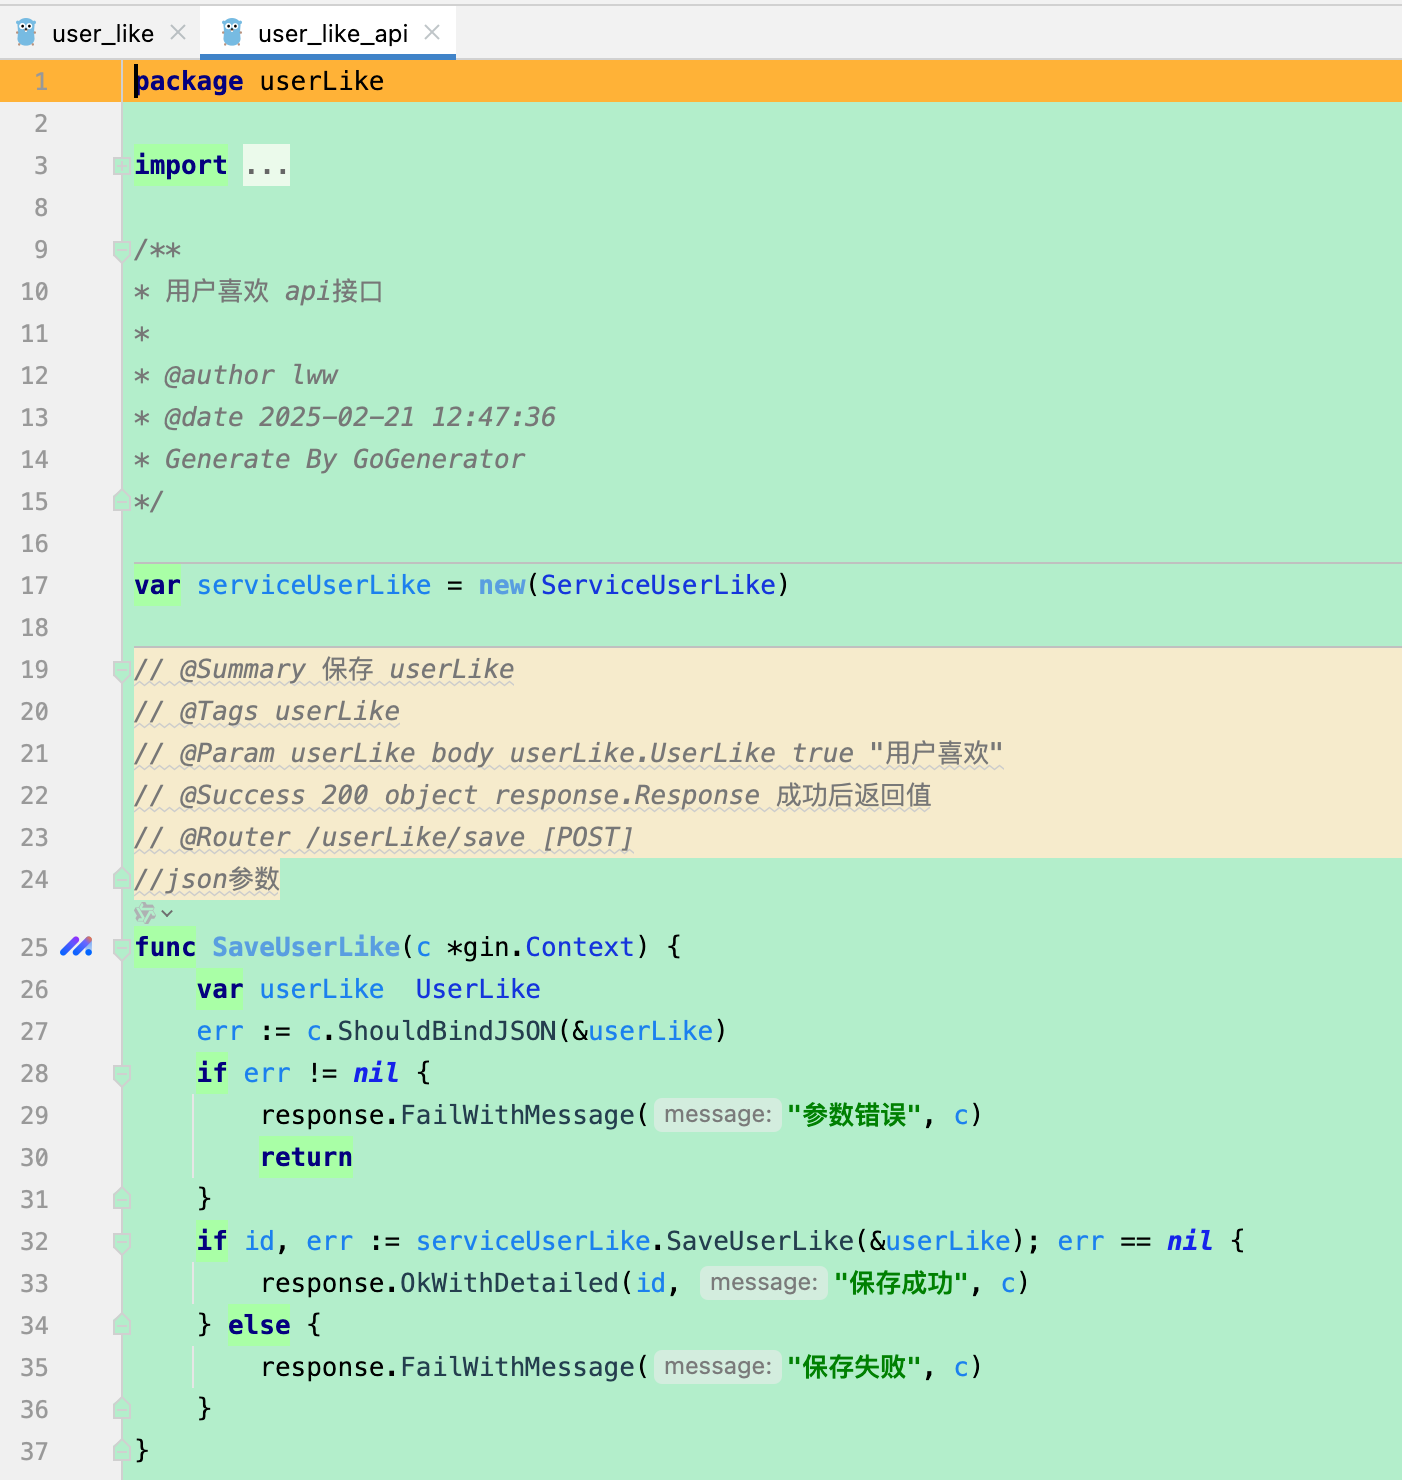 user_like
user_like_api
1 package userLike
2
3 import ...
8
9 /**
10 * 用户喜欢 api接口
11 *
12 * @author lww
13 * @date 2025-02-21 12:47:36
14 * Generate By GoGenerator
15 */
16
17 var serviceUserLike = new(ServiceUserLike)
18
19 // @Summary 保存 userLike
20 // @Tags userLike
21 // @Param userLike body userLike.UserLike true "用户喜欢"
22 // @Success 200 object response.Response 成功后返回值
23 // @Router /userLike/save [POST]
24 //json参数
25 func SaveUserLike(c *gin.Context) {
26     var userLike  UserLike
27     err := c.ShouldBindJSON(&userLike)
28     if err != nil {
29         response.FailWithMessage( message: "参数错误", c)
30         return
31     }
32     if id, err := serviceUserLike.SaveUserLike(&userLike); err == nil {
33         response.OkWithDetailed(id, message: "保存成功", c)
34     } else {
35         response.FailWithMessage( message: "保存失败", c)
36     }
37 }